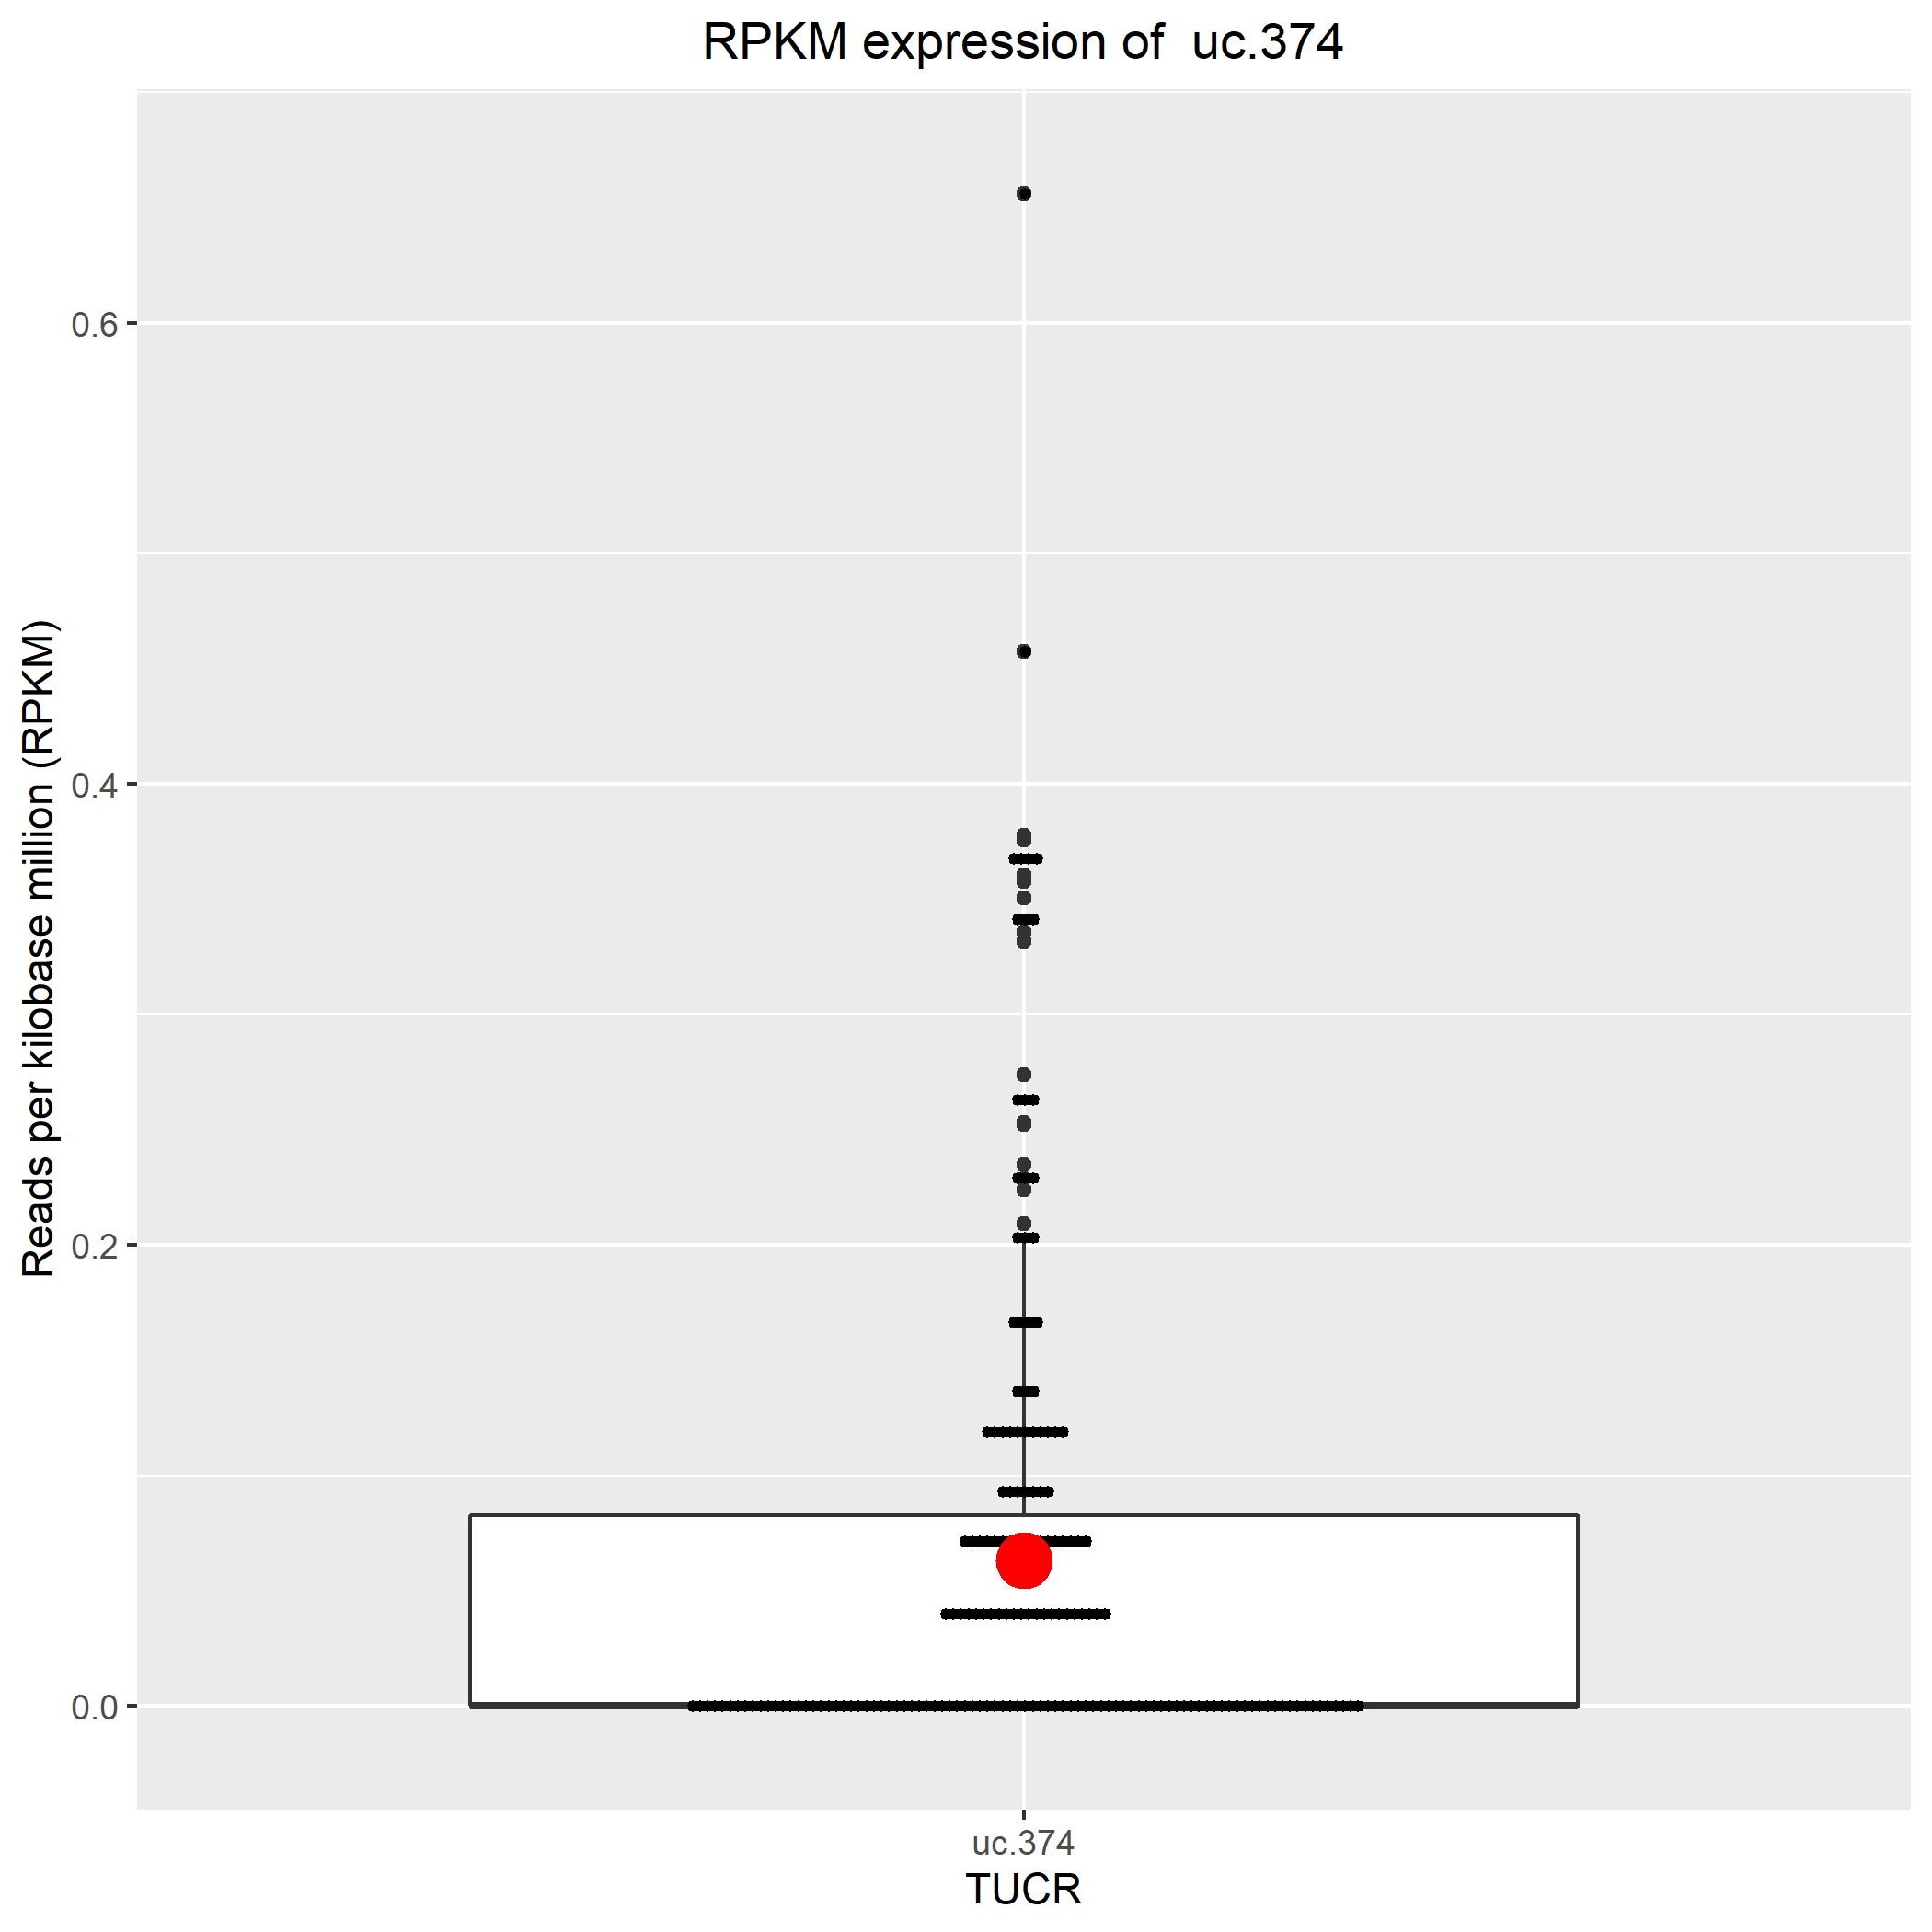 RPKM expression of  uc.374
Reads per kilobase million (RPKM)
0.6
0.4
0.2
0.0
uc.374
TUCR